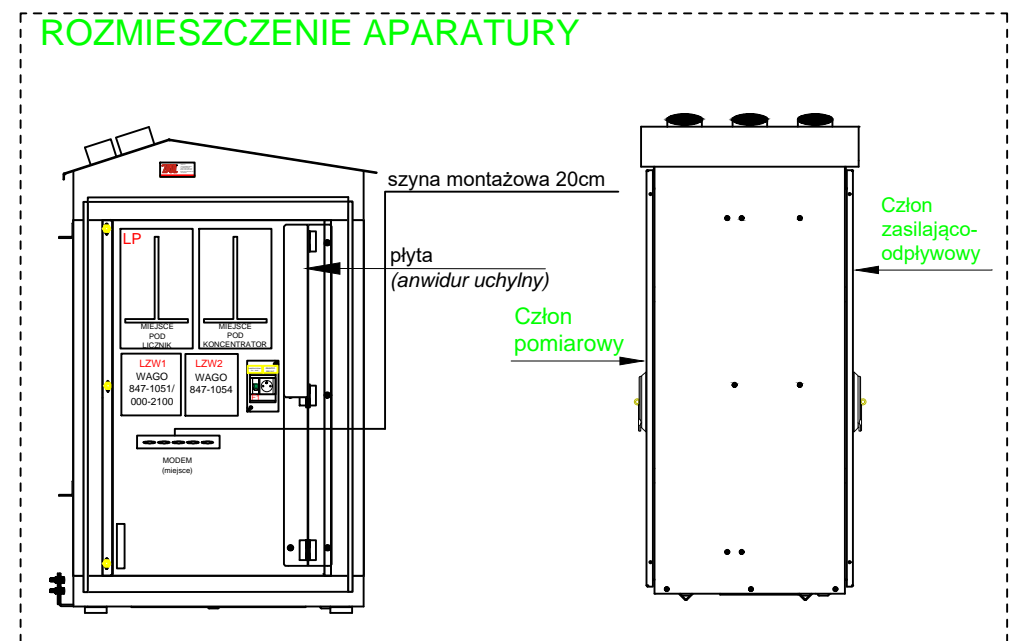 ROZMIESZCZENIE APARATURY
szyna montażowa 20cm
płyta
(anwidur uchylny)
LP
MIEJSCE
POD
LICZNIK
MIEJSCE
POD
KONCENTRATOR
LZW1
WAGO
847-1051/
000-2100
LZW2
WAGO
847-1054
MODEM
(miejsce)
Człon
pomiarowy
Człon
zasilająco-
odpływowy